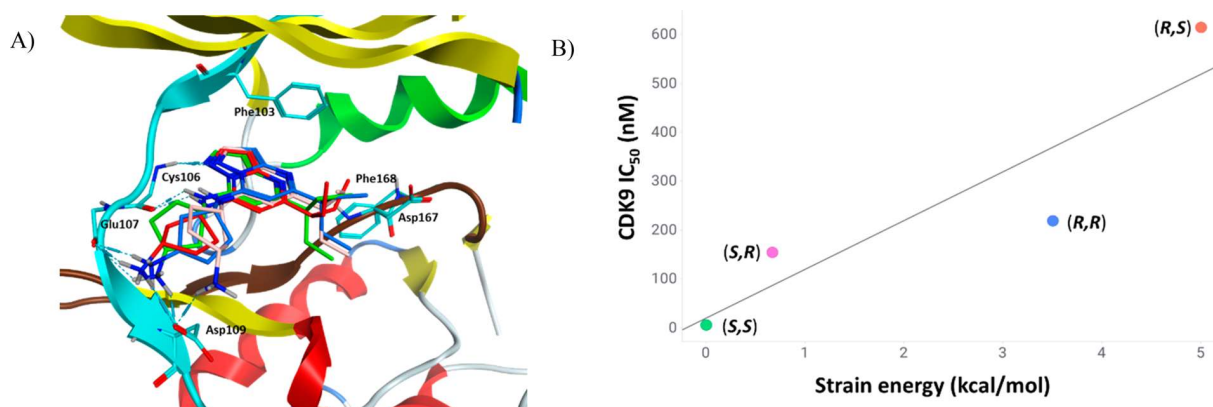 A)
Phe103
Cys106
Phe168
Glu107
Asp167
Asp109
B)
CDK9 IC50 (nM)
600
500
400
300
200
100
0
(R,S)
(R,R)
(S,R)
(S,S)
0 1 2 3 4 5
Strain energy (kcal/mol)